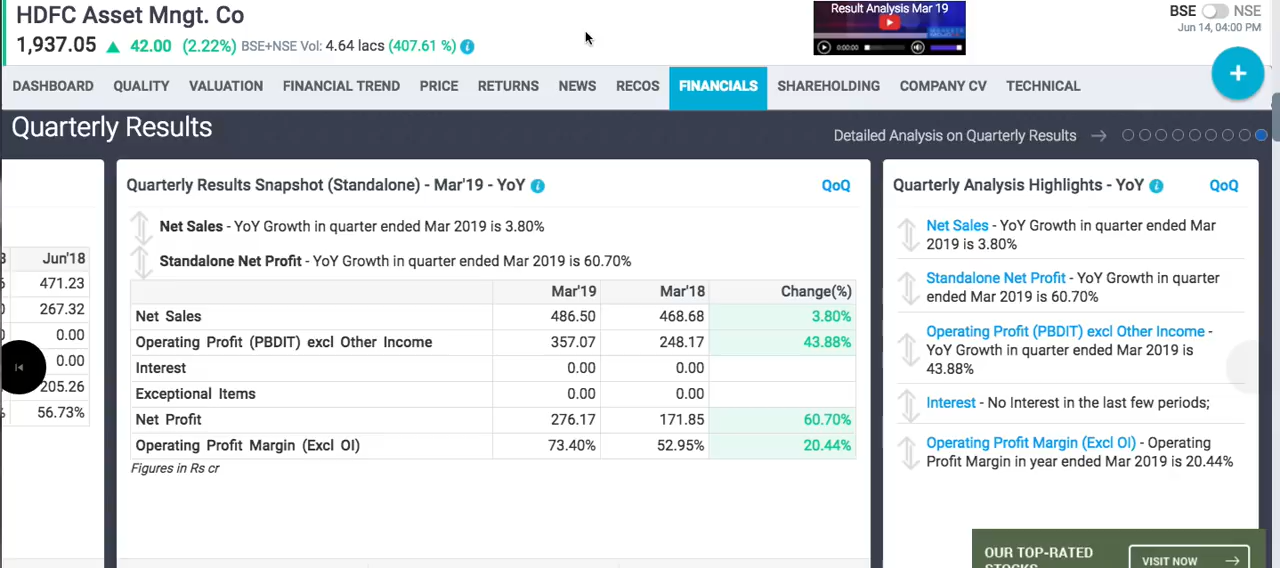 HDFC Asset Mngt. Co
1,937.05 ▲ 42.00 (2.22%) BSE+NSE Vol: 4.64 lacs (407.61 %)
Result Analysis Mar 19
0:00:00
BSE NSE
Jun 14, 04:00 PM
DASHBOARD QUALITY VALUATION FINANCIAL TREND PRICE RETURNS NEWS RECOS FINANCIALS SHAREHOLDING COMPANY CV TECHNICAL
+
Quarterly Results
Detailed Analysis on Quarterly Results →
Jun'18
471.23
267.32
0.00
0.00
205.26
56.73%
Quarterly Results Snapshot (Standalone) - Mar'19 - YoY QoQ
Net Sales - YoY Growth in quarter ended Mar 2019 is 3.80%
Standalone Net Profit - YoY Growth in quarter ended Mar 2019 is 60.70%
Mar'19 Mar'18 Change(%)
Net Sales 486.50 468.68 3.80%
Operating Profit (PBDIT) excl Other Income 357.07 248.17 43.88%
Interest 0.00 0.00
Exceptional Items 0.00 0.00
Net Profit 276.17 171.85 60.70%
Operating Profit Margin (Excl OI) 73.40% 52.95% 20.44%
Figures in Rs cr
Quarterly Analysis Highlights - YoY QoQ
Net Sales - YoY Growth in quarter ended Mar
2019 is 3.80%
Standalone Net Profit - YoY Growth in quarter
ended Mar 2019 is 60.70%
Operating Profit (PBDIT) excl Other Income -
YoY Growth in quarter ended Mar 2019 is
43.88%
Interest - No Interest in the last few periods;
Operating Profit Margin (Excl OI) - Operating
Profit Margin in year ended Mar 2019 is 20.44%
OUR TOP-RATED
STOCKS
VISIT NOW →